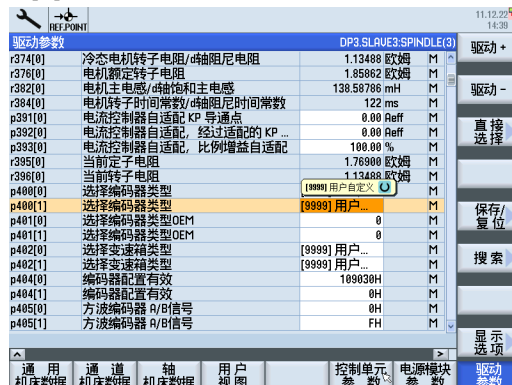 REF.POINT
11.12.22
14:39
驱动参数 DP3.SLAVE3:SPINDLE(3)
r374[0] 冷态电机转子电阻/d轴阻尼电阻 1.13488 欧姆 M
r376[0] 电机额定转子电阻 1.85862 欧姆 M
r382[0] 电机主电感/d轴饱和主电感 138.58786 mH M
r384[0] 电机转子时间常数/d轴阻尼时间常数 122 ms M
p391[0] 电流控制器自适配 KP 导通点 0.00 Aeff M
p392[0] 电流控制器自适配, 经过适配的 KP ... 0.00 Aeff M
p393[0] 电流控制器自适配, 比例增益自适配 100.00 % M
r395[0] 当前定子电阻 1.76900 欧姆 M
r396[0] 当前转子电阻 1.13488 欧姆 M
p400[0] 选择编码器类型 [9999] 用户自定义 M
p400[1] 选择编码器类型 [9999] 用户... M
p401[0] 选择编码器类型OEM 0 M
p401[1] 选择编码器类型OEM 0 M
p402[0] 选择变速箱类型 [9999] 用户... M
p402[1] 选择变速箱类型 [9999] 用户... M
p404[0] 编码器配置有效 109030H M
p404[1] 编码器配置有效 0H M
p405[0] 方波编码器 A/B信号 0H M
p405[1] 方波编码器 A/B信号 FH M
驱动+
驱动-
直接
选择
保存/
复位
搜索
显示
选项
驱动
参数
通用
机床数据
通道
机床数据
轴
机床数据
用户
视图
控制单元
参数
电源模块
参数